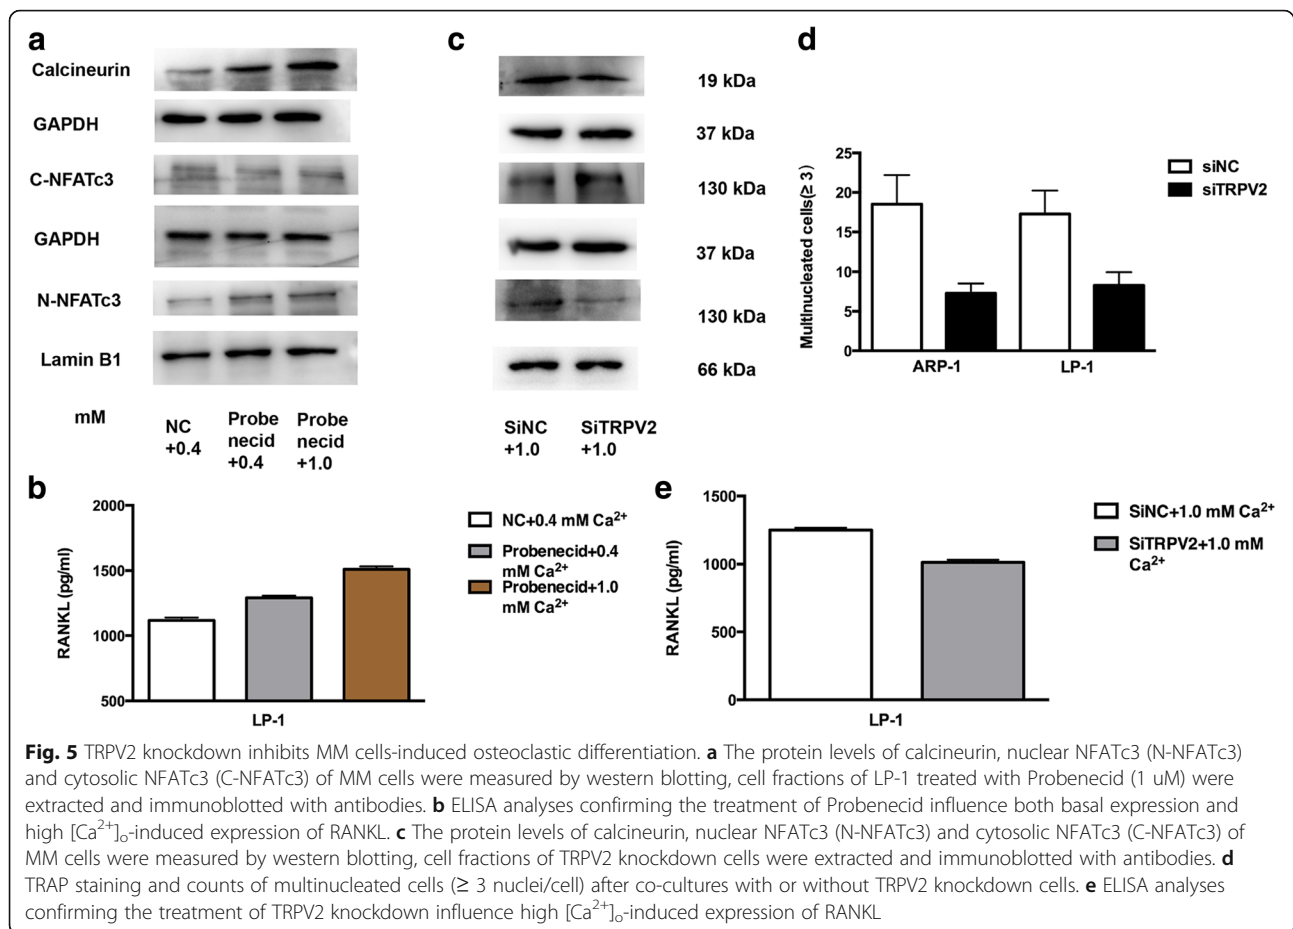 a
Calcineurin
GAPDH
C-NFATc3
GAPDH
N-NFATc3
Lamin B1
mM
NC
+0.4
Probe
necid
+0.4
Probe
necid
+1.0
c
19 kDa
37 kDa
130 kDa
37 kDa
130 kDa
66 kDa
SiNC
+1.0
SiTRPV2
+1.0
d
Multinucleated cells(≥ 3)
25
20
15
10
5
0
ARP-1
LP-1
siNC
siTRPV2
b
RANKL (pg/ml)
2000
1500
1000
500
LP-1
NC+0.4 mM Ca²⁺
Probenecid+0.4
mM Ca²⁺
Probenecid+1.0
mM Ca²⁺
e
RANKL (pg/ml)
1500
1000
500
0
LP-1
SiNC+1.0 mM Ca²⁺
SiTRPV2+1.0 mM
Ca²⁺
Fig. 5 TRPV2 knockdown inhibits MM cells-induced osteoclastic differentiation. a The protein levels of calcineurin, nuclear NFATc3 (N-NFATc3)
and cytosolic NFATc3 (C-NFATc3) of MM cells were measured by western blotting, cell fractions of LP-1 treated with Probenecid (1 uM) were
extracted and immunoblotted with antibodies. b ELISA analyses confirming the treatment of Probenecid influence both basal expression and
high [Ca²⁺]ₒ-induced expression of RANKL. c The protein levels of calcineurin, nuclear NFATc3 (N-NFATc3) and cytosolic NFATc3 (C-NFATc3) of
MM cells were measured by western blotting, cell fractions of TRPV2 knockdown cells were extracted and immunoblotted with antibodies. d
TRAP staining and counts of multinucleated cells (≥ 3 nuclei/cell) after co-cultures with or without TRPV2 knockdown cells. e ELISA analyses
confirming the treatment of TRPV2 knockdown influence high [Ca²⁺]ₒ-induced expression of RANKL